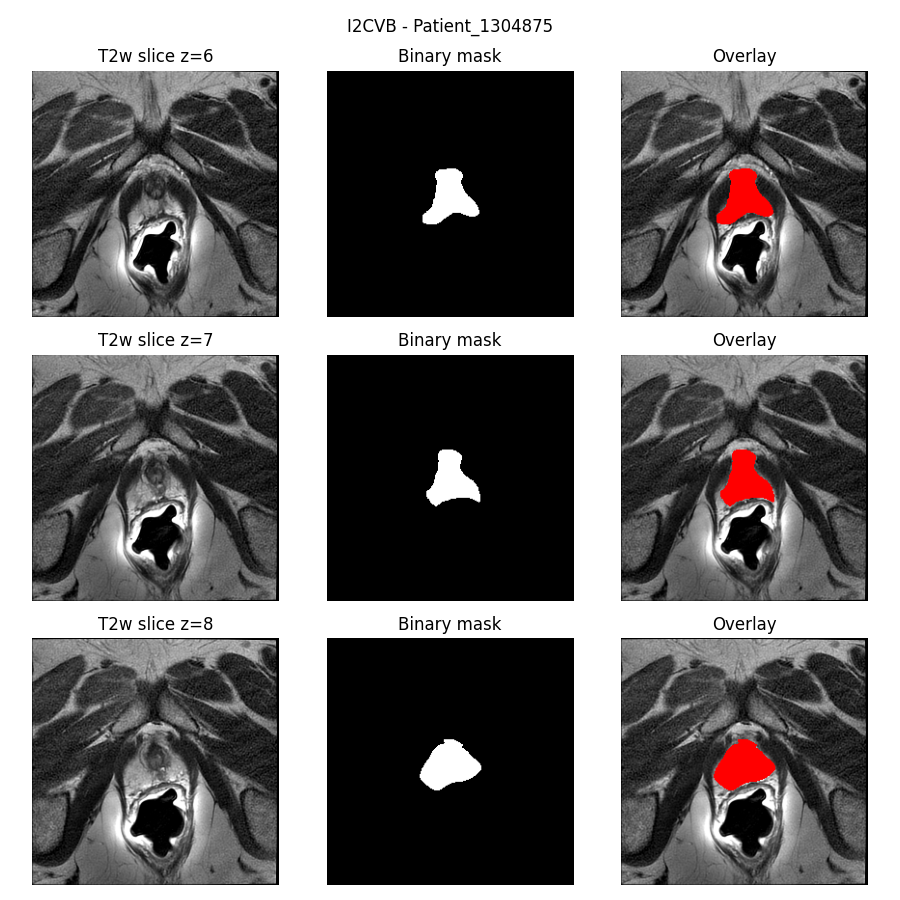 I2CVB - Patient_1304875
T2w slice z=6
Binary mask
Overlay
T2w slice z=7
Binary mask
Overlay
T2w slice z=8
Binary mask
Overlay